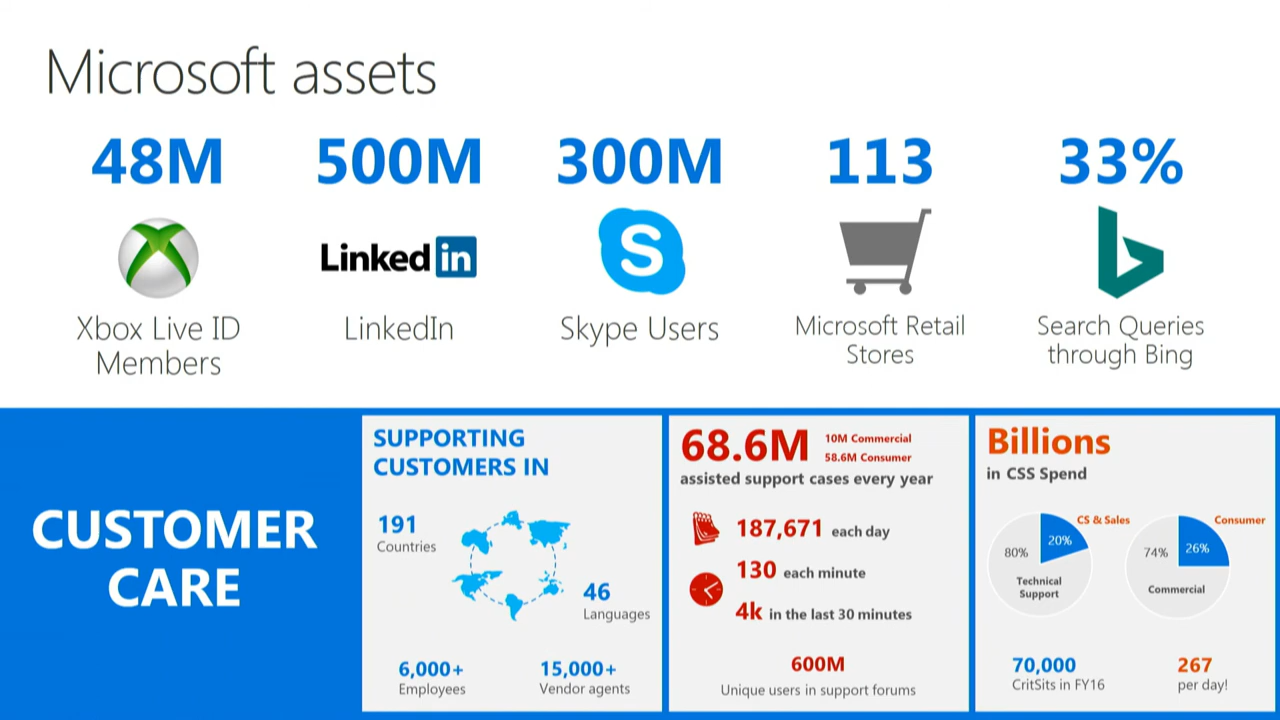 Microsoft assets
48M
500M
300M
113
33%
Linked in
S
Xbox Live ID
Members
LinkedIn
Skype Users
Microsoft Retail
Stores
Search Queries
through Bing
CUSTOMER
CARE
SUPPORTING
CUSTOMERS IN
191
Countries
46
Languages
6,000+
Employees
15,000+
Vendor agents
68.6M
10M Commercial
58.6M Consumer
assisted support cases every year
187,671 each day
130 each minute
4k in the last 30 minutes
600M
Unique users in support forums
Billions
in CSS Spend
CS & Sales
20%
80%
Technical
Support
Consumer
26%
74%
Commercial
70,000
CritSits in FY16
267
per day!